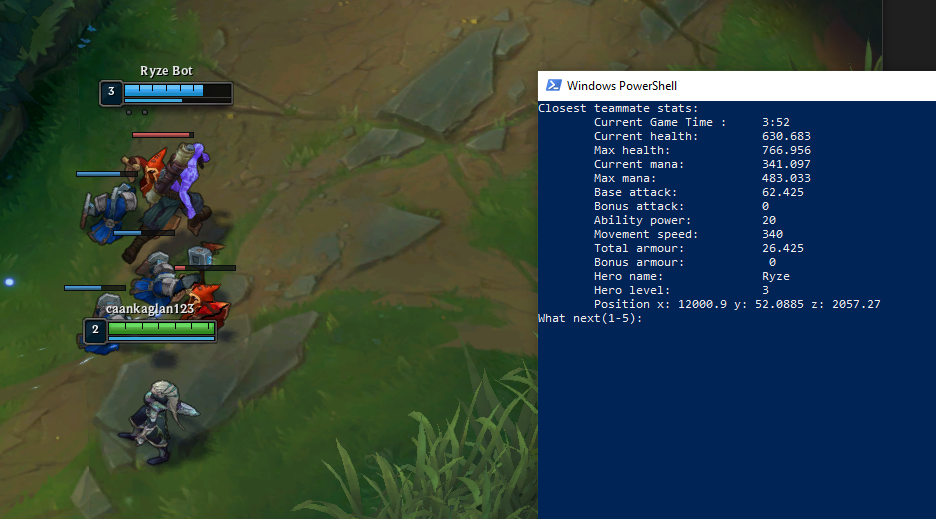 Ryze Bot
3
caankaglan123
2
Windows PowerShell
Closest teammate stats:
Current Game Time : 3:52
Current health: 630.683
Max health: 766.956
Current mana: 341.097
Max mana: 483.033
Base attack: 62.425
Bonus attack: 0
Ability power: 20
Movement speed: 340
Total armour: 26.425
Bonus armour: 0
Hero name: Ryze
Hero level: 3
Position x: 12000.9 y: 52.0885 z: 2057.27
What next(1-5):